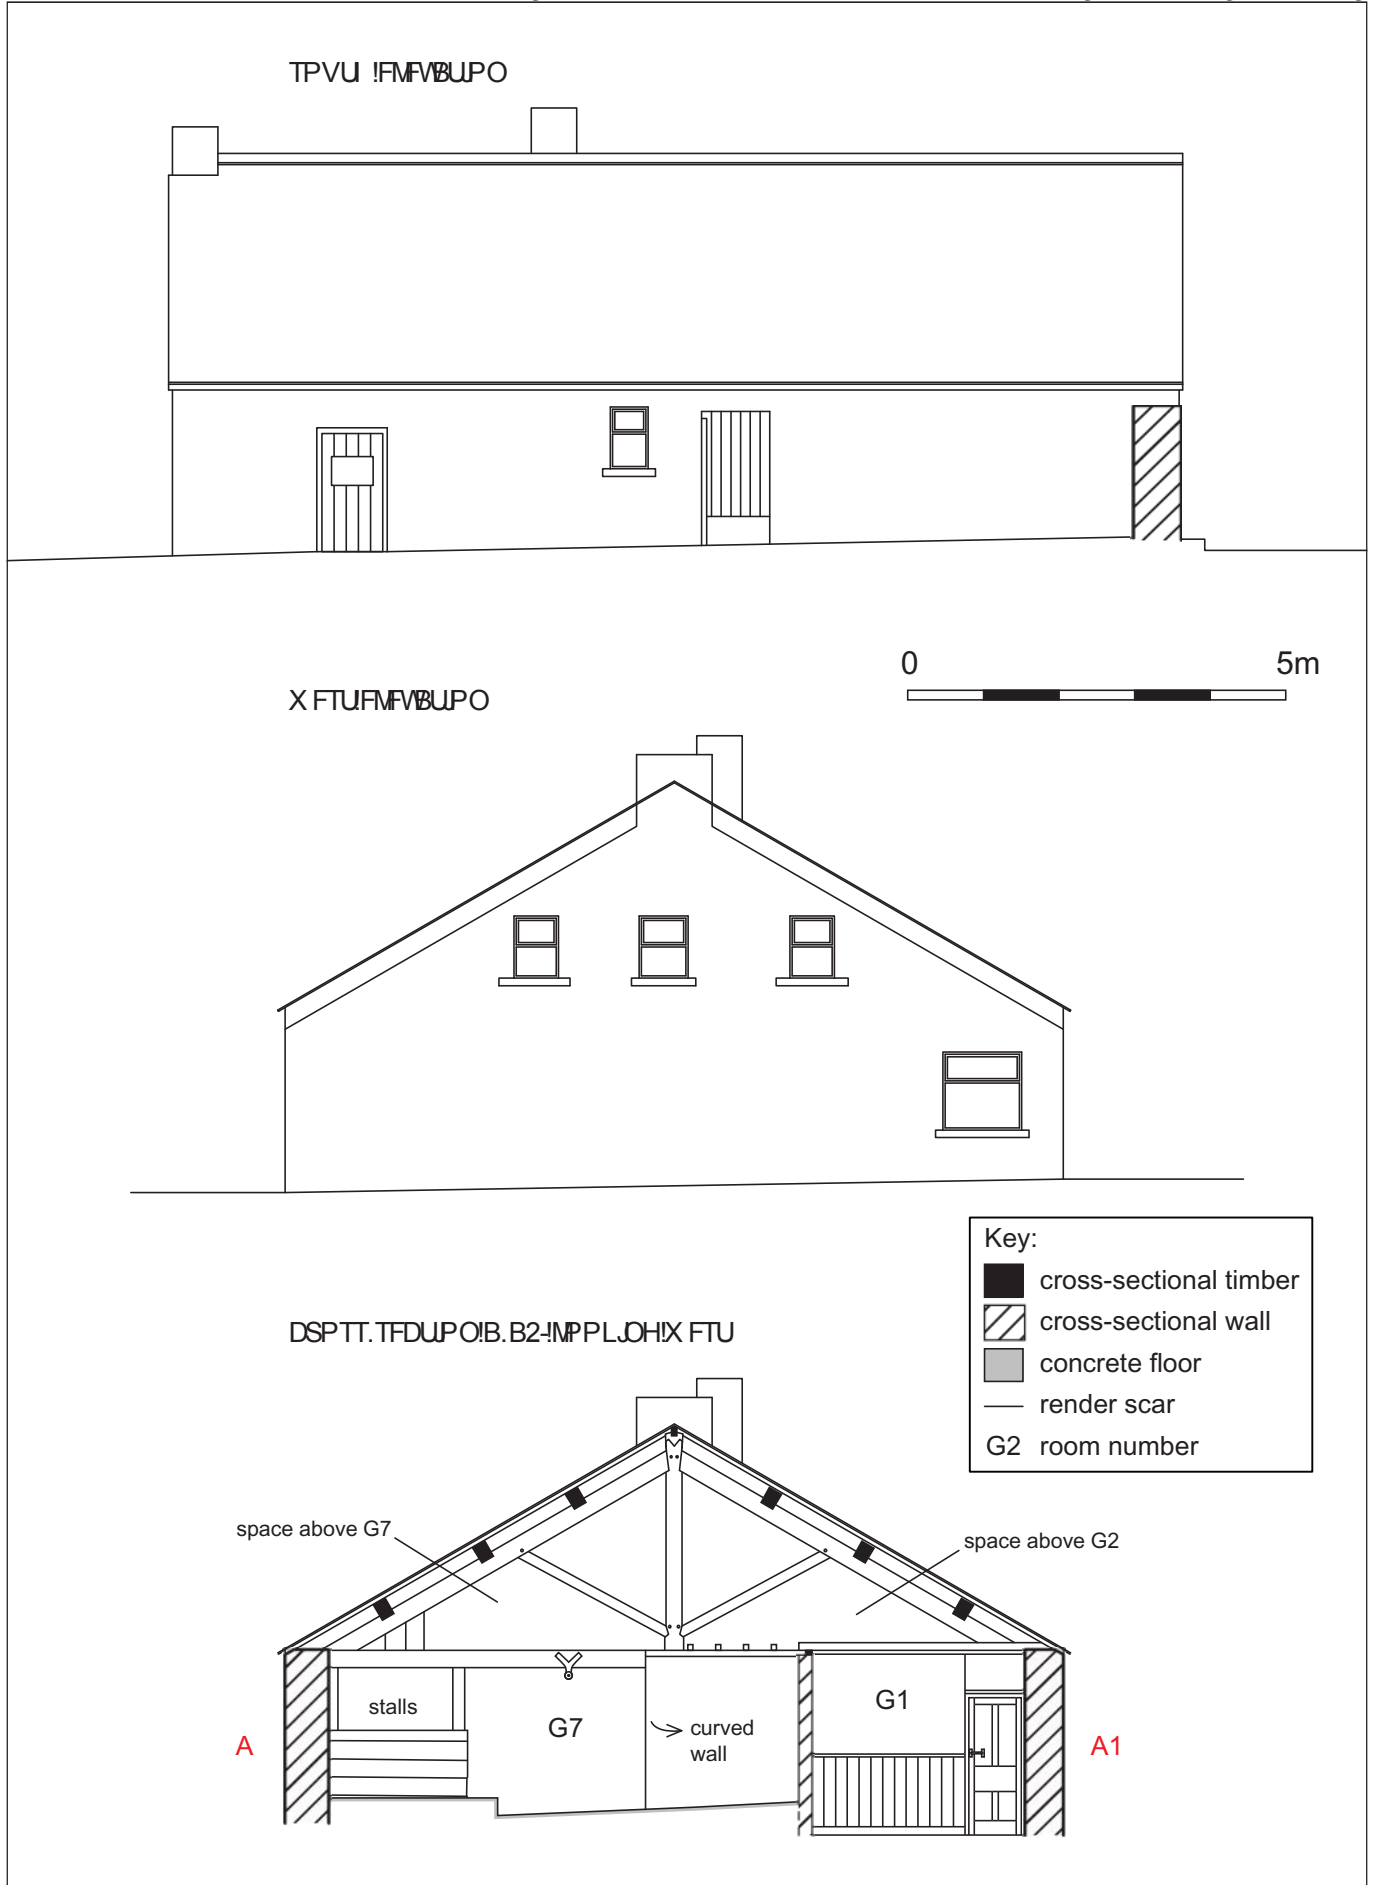 TPVUI !FMFWBUJPO
0 5m
X FTU!FMFWBUJPO
Key:
cross-sectional timber
cross-sectional wall
concrete floor
render scar
G2 room number
DSPTT.TFDUJPO!B.B2-!MPPLJOH!X FTU
space above G7
space above G2
stalls
G7
curved
wall
G1
A
A1